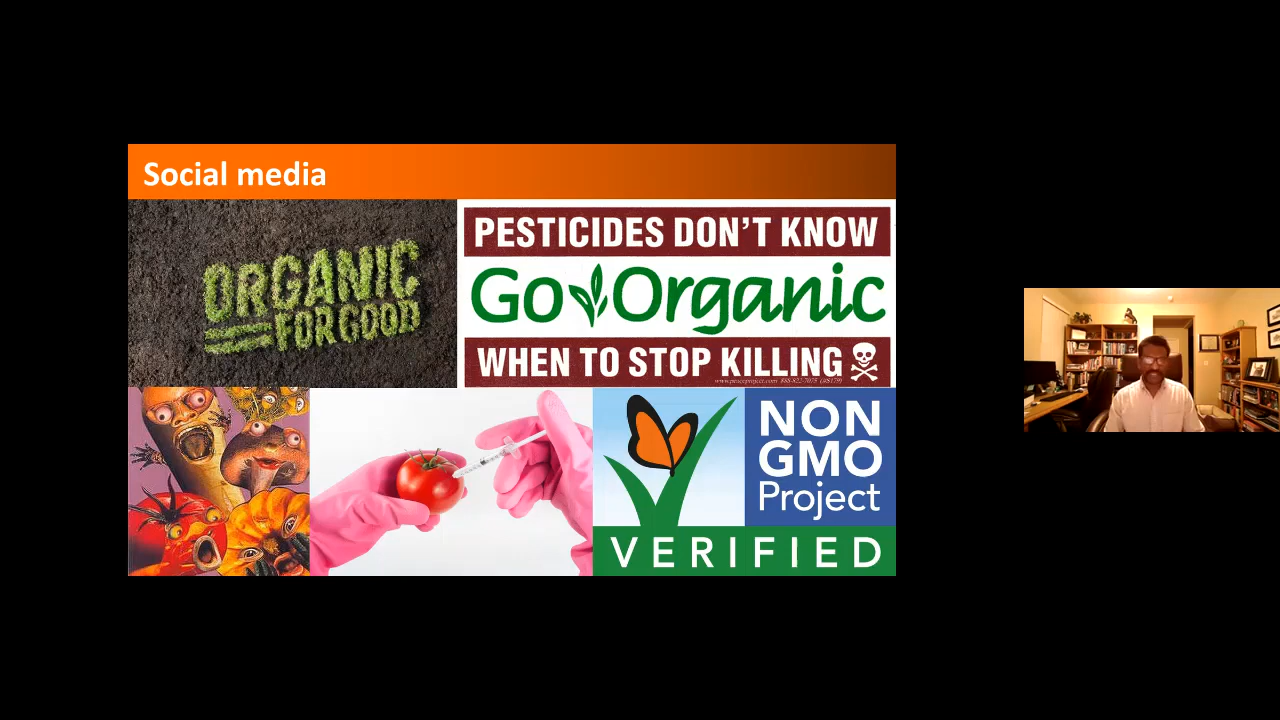 Social media
ORGANIC
FOR GOOD
PESTICIDES DON'T KNOW
Go Organic
WHEN TO STOP KILLING
NON
GMO
Project
VERIFIED